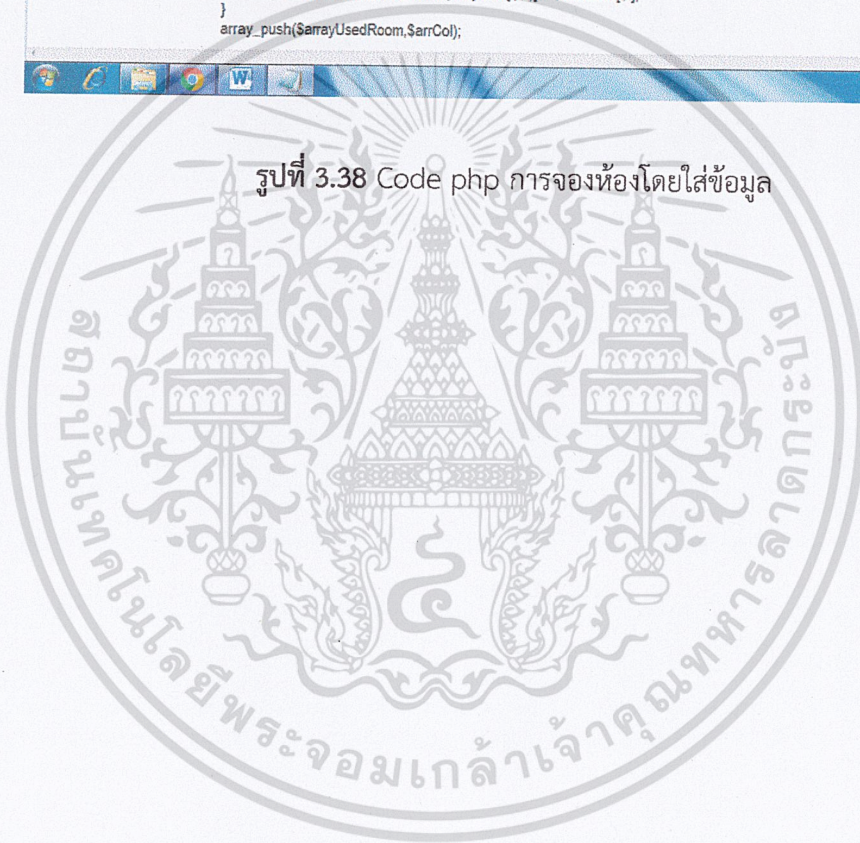 }
array_push($arrayUsedRoom,$arrCol);
W
รูปที่ 3.38 Code php การจองห้องโดยใส่ข้อมูล
๔
สถาบันเทคโนโลยีพระจอมเกล้าเจ้าคุณทหารลาดกระบัง